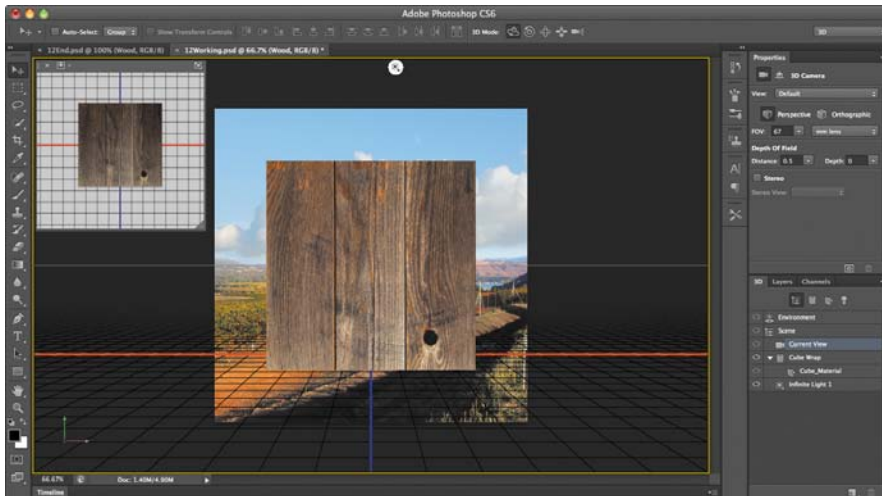 Adobe Photoshop CS6
Auto-Select: Group Show Transform Controls 3D Mode: 3D
12End.psd @ 100% (Wood, RGB/8) 12Working.psd @ 66.7% (Wood, RGB/8) *
Properties
3D Camera
View: Default
Perspective Orthographic
FOV: 67 mm lens
Depth Of Field
Distance: 0.5 Depth: 0
Stereo
Stereo View:
3D Layers Channels
Environment
Scene
Current View
Cube Wrap
Cube_Material
Infinite Light 1
66.67% Doc: 1.40M/4.90M
Timeline